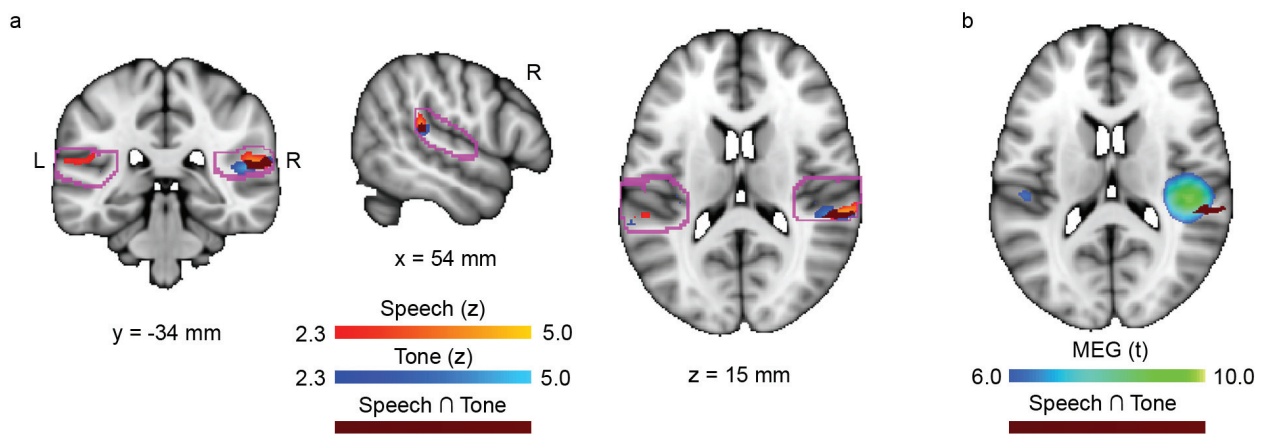 a
b
R
L
R
x = 54 mm
y = -34 mm
z = 15 mm
Speech (z)
2.3 5.0
Tone (z)
2.3 5.0
Speech ∩ Tone
MEG (t)
6.0 10.0
Speech ∩ Tone